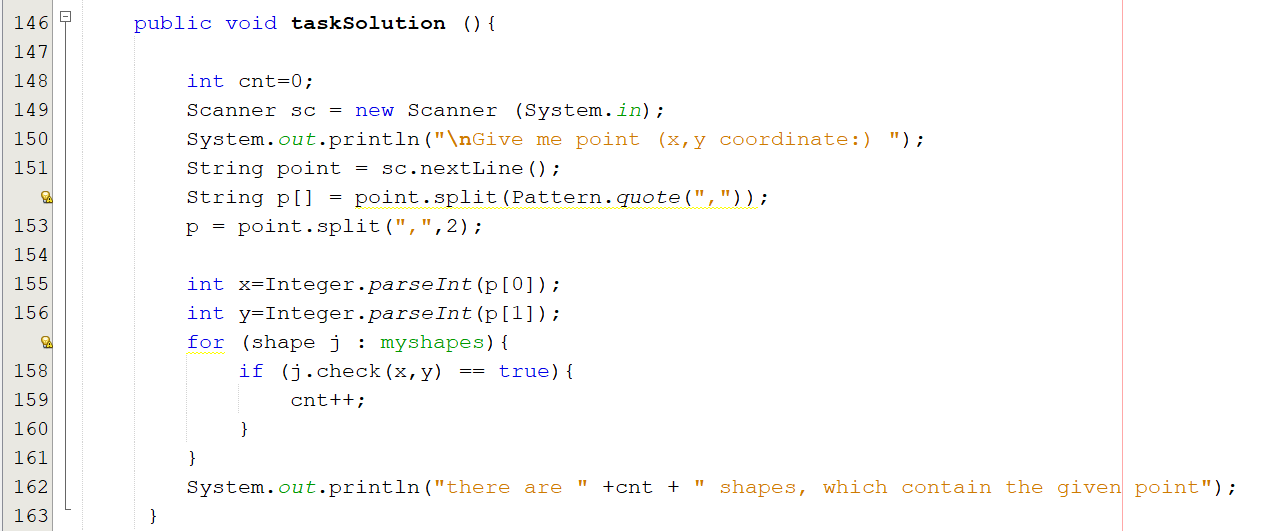 146 public void taskSolution (){
147
148 int cnt=0;
149 Scanner sc = new Scanner (System.in);
150 System.out.println("\nGive me point (x,y coordinate:) ");
151 String point = sc.nextLine();
String p[] = point.split(Pattern.quote(","));
153 p = point.split(",",2);
154
155 int x=Integer.parseInt(p[0]);
156 int y=Integer.parseInt(p[1]);
for (shape j : myshapes){
158 if (j.check(x,y) == true){
159 cnt++;
160 }
161 }
162 System.out.println("there are " +cnt + " shapes, which contain the given point");
163 }